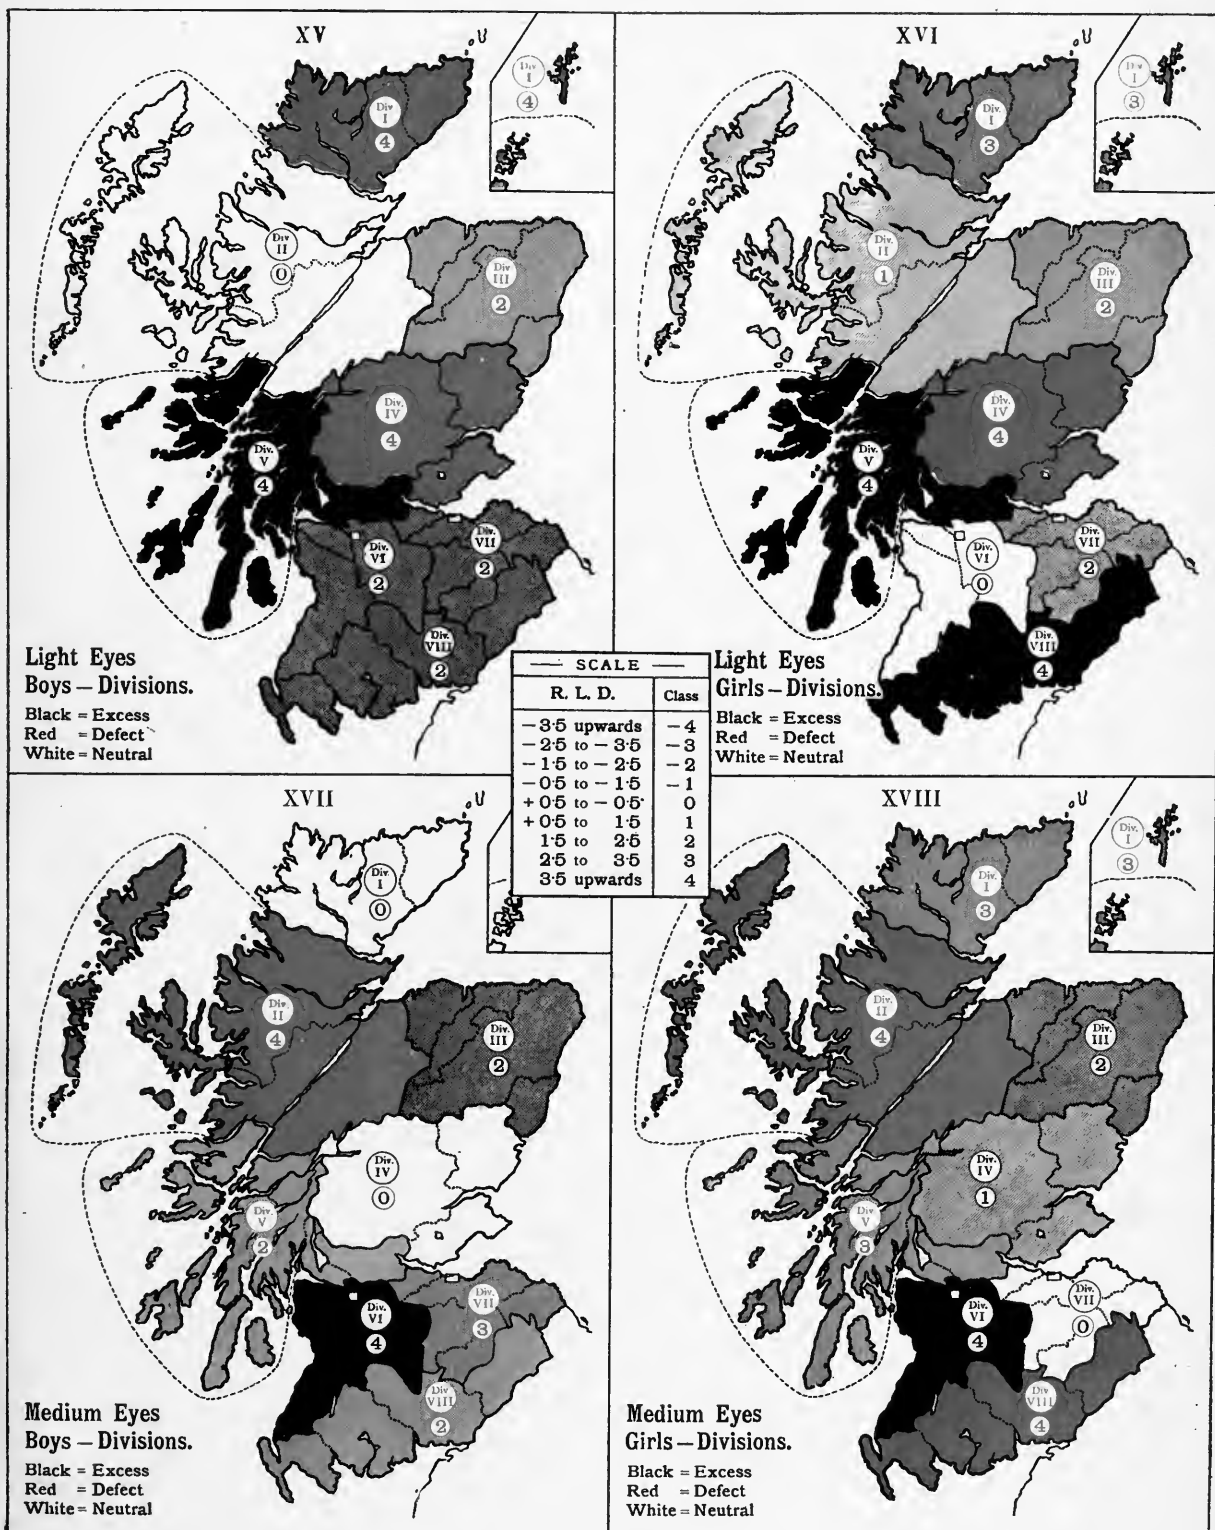 XV
Div
I
4
Div
I
4
Div
II
0
Div
III
2
Div.
IV
4
Div.
V
4
Div.
VI
2
Div.
VII
2
Div.
VIII
2
Light Eyes
Boys – Divisions.
Black = Excess
Red = Defect
White = Neutral
XVI
Div
I
3
Div.
I
3
Div.
II
1
Div.
III
2
Div.
IV
4
Div.
V
4
Div.
VI
0
Div.
VII
2
Div.
VIII
4
Light Eyes
Girls – Divisions.
Black = Excess
Red = Defect
White = Neutral
— SCALE —
R. L. D. Class
– 3·5 upwards – 4
– 2·5 to – 3·5 – 3
– 1·5 to – 2·5 – 2
– 0·5 to – 1·5 – 1
+ 0·5 to – 0·5 0
+ 0·5 to 1·5 1
1·5 to 2·5 2
2·5 to 3·5 3
3·5 upwards 4
XVII
Div.
I
0
Div.
II
4
Div.
III
2
Div.
IV
0
Div.
V
2
Div.
VI
4
Div.
VII
3
Div
VIII
2
Medium Eyes
Boys – Divisions.
Black = Excess
Red = Defect
White = Neutral
XVIII
Div.
I
3
Div.
I
3
Div.
II
4
Div.
III
2
Div.
IV
1
Div.
V
3
Div.
VI
4
Div.
VII
0
Div
VIII
4
Medium Eyes
Girls – Divisions.
Black = Excess
Red = Defect
White = Neutral